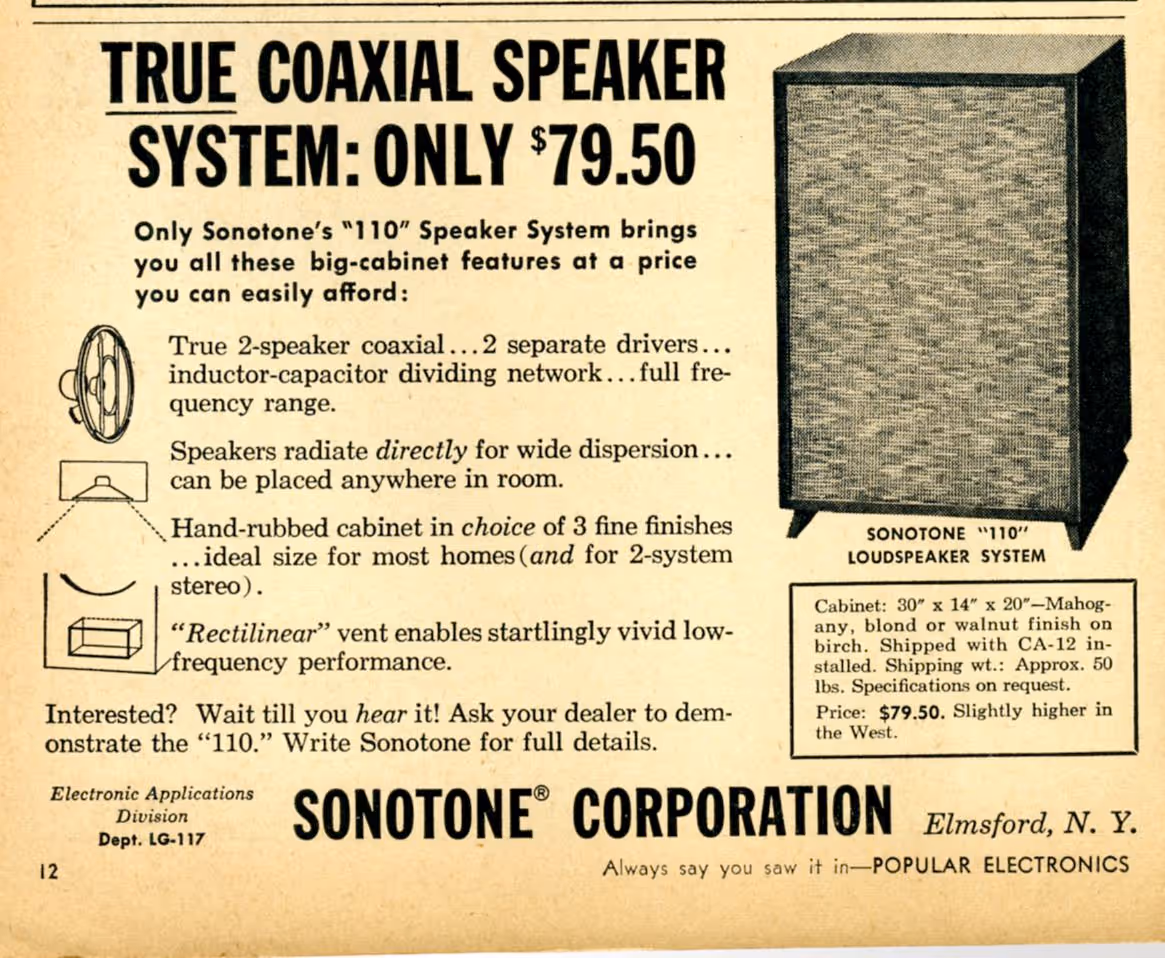 TRUE COAXIAL SPEAKER
SYSTEM: ONLY $79.50
Only Sonotone's "110" Speaker System brings
you all these big-cabinet features at a price
you can easily afford:
True 2-speaker coaxial...2 separate drivers...
inductor-capacitor dividing network...full fre-
quency range.
Speakers radiate directly for wide dispersion...
can be placed anywhere in room.
Hand-rubbed cabinet in choice of 3 fine finishes
...ideal size for most homes (and for 2-system
stereo).
"Rectilinear" vent enables startlingly vivid low-
frequency performance.
Interested? Wait till you hear it! Ask your dealer to dem-
onstrate the "110." Write Sonotone for full details.
SONOTONE "110"
LOUDSPEAKER SYSTEM
Cabinet: 30" x 14" x 20"—Mahog-
any, blond or walnut finish on
birch. Shipped with CA-12 in-
stalled. Shipping wt.: Approx. 50
lbs. Specifications on request.
Price: $79.50. Slightly higher in
the West.
Electronic Applications
Division
Dept. LG-117
SONOTONE® CORPORATION
Elmsford, N. Y.
12
Always say you saw it in—POPULAR ELECTRONICS